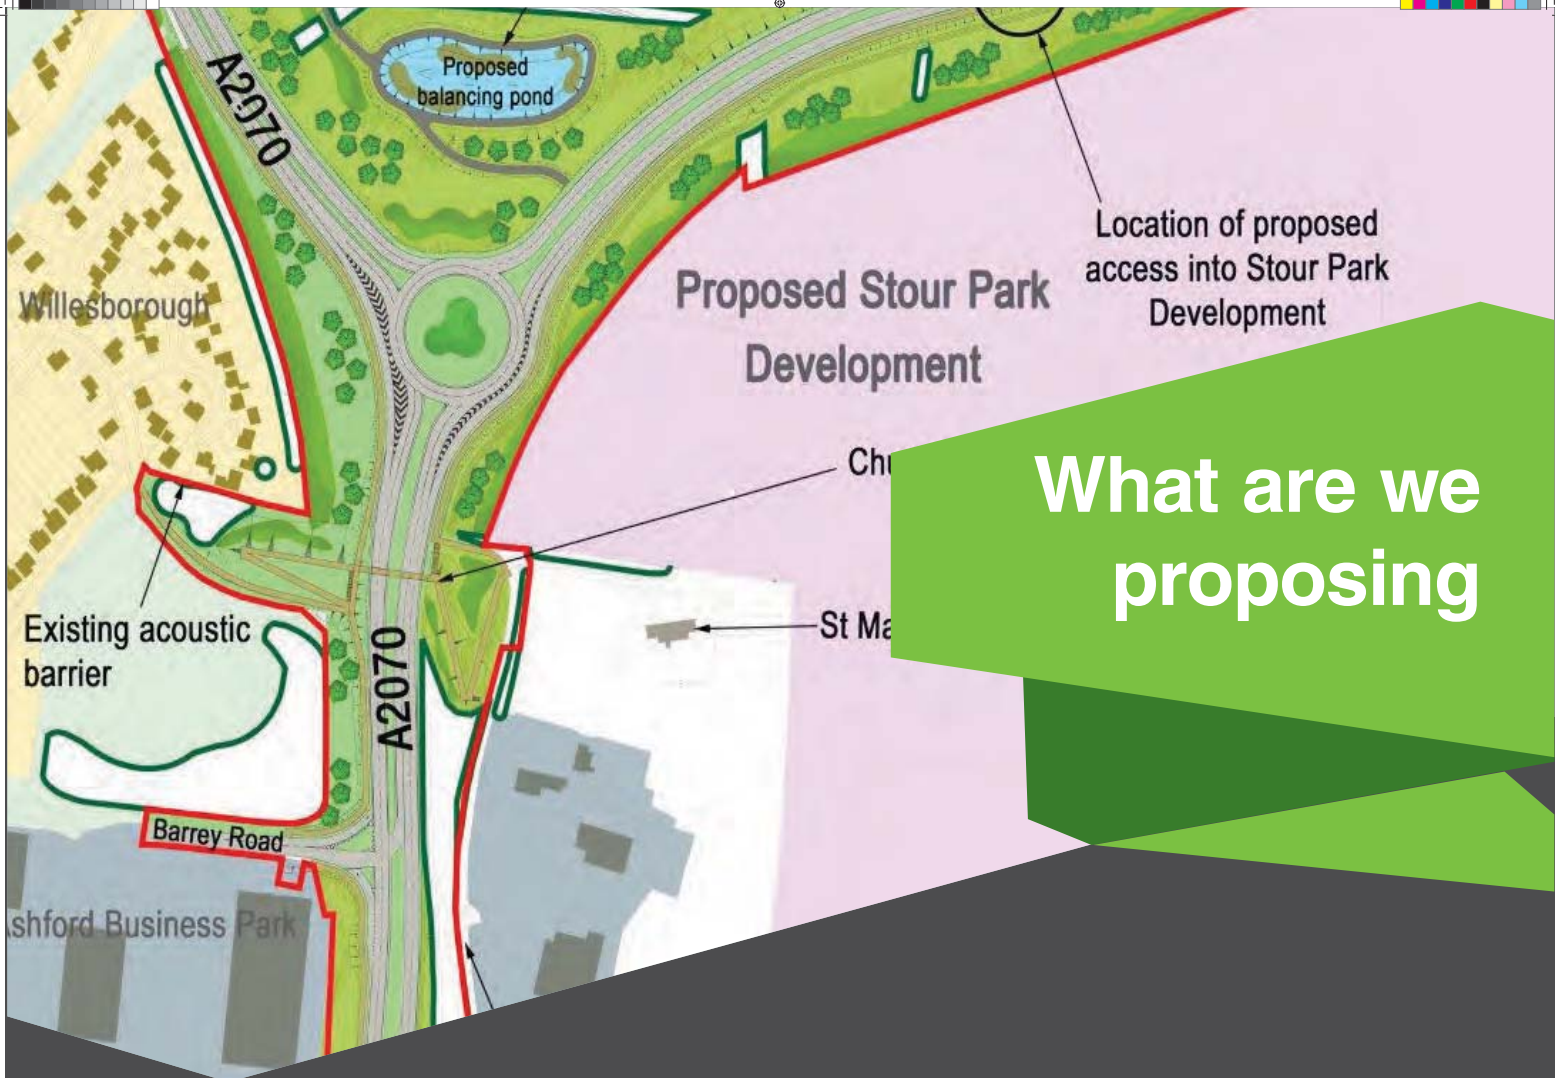 A2070
Proposed
balancing pond
Location of proposed
access into Stour Park
Development
Willesborough
Proposed Stour Park
Development
What are we
proposing
St
Existing acoustic
barrier
A2070
Barrey Road
Business Park